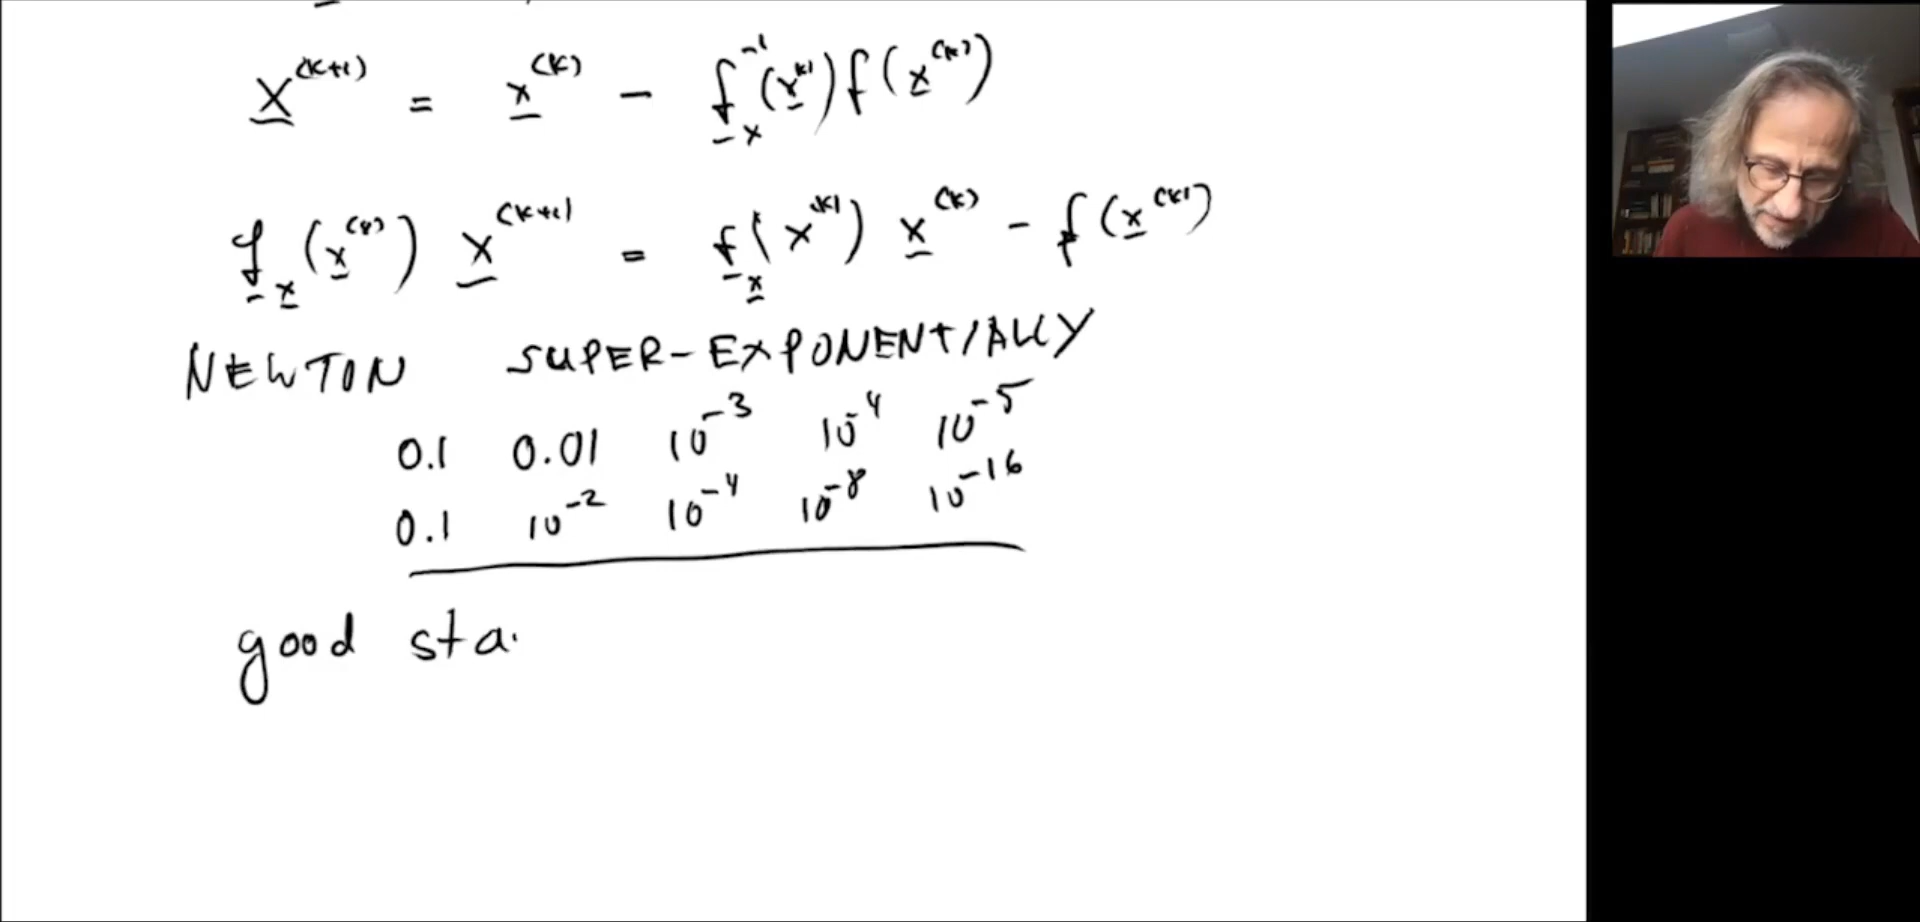 x^(k+1) = x^(k) - f_x^-1 (x^(k)) f(x^(k))
f_x (x^(k)) x^(k+1) = f_x (x^(k)) x^(k) - f(x^(k))
NEWTON SUPER-EXPONENTIALLY
0.1 0.01 10^-3 10^-4 10^-5
0.1 10^-2 10^-4 10^-8 10^-16
good sta